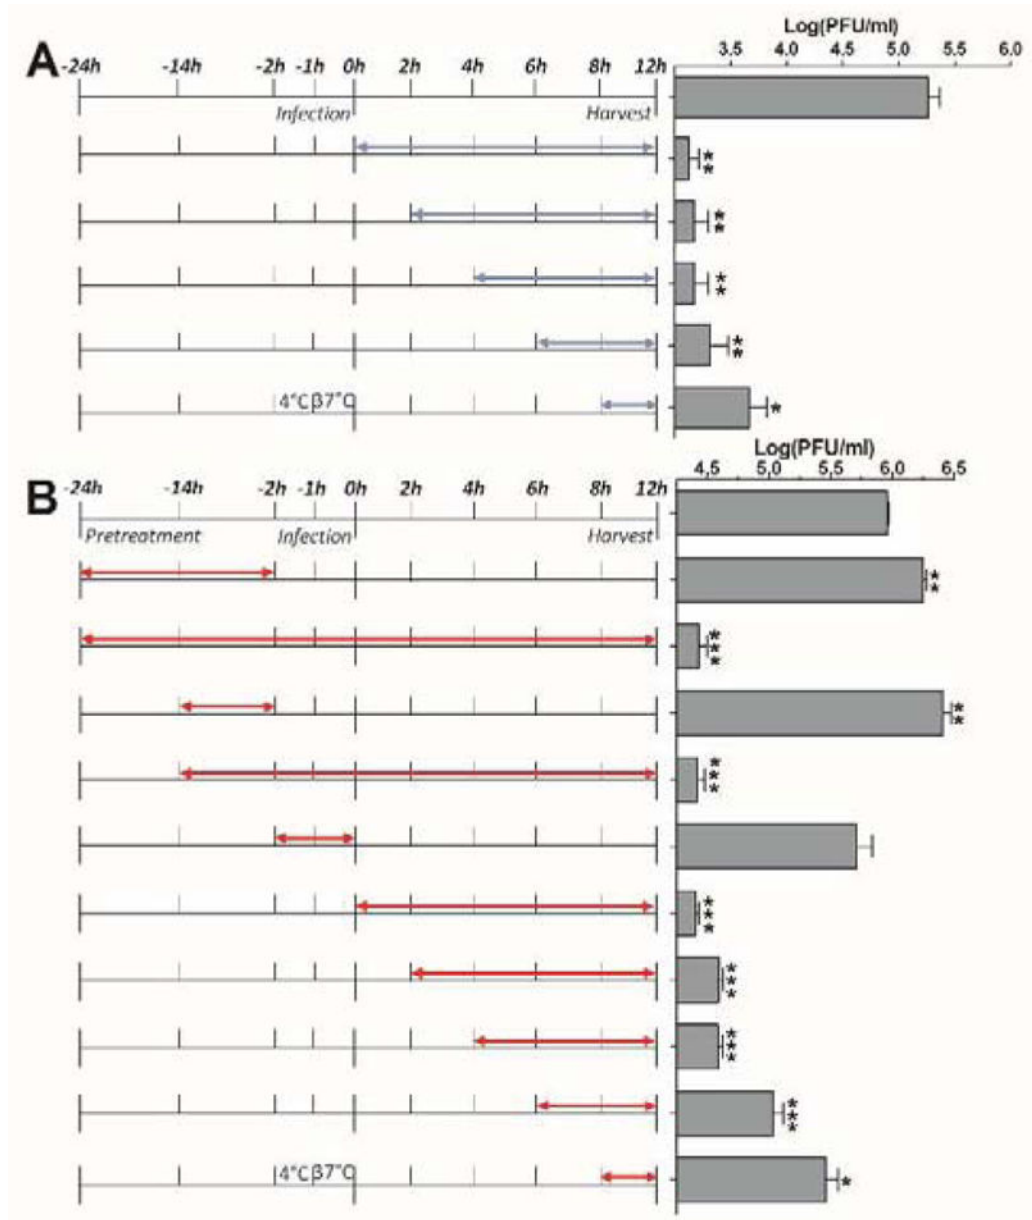 A
Log(PFU/ml)
3,5 4,0 4,5 5,0 5,5 6,0
-24h -14h -2h -1h 0h 2h 4h 6h 8h 12h
Infection Harvest
**
**
**
**
4°C 37°C *
B
Log(PFU/ml)
4,5 5,0 5,5 6,0 6,5
-24h -14h -2h -1h 0h 2h 4h 6h 8h 12h
Pretreatment Infection Harvest
**
***
**
***
***
***
***
***
4°C 37°C *